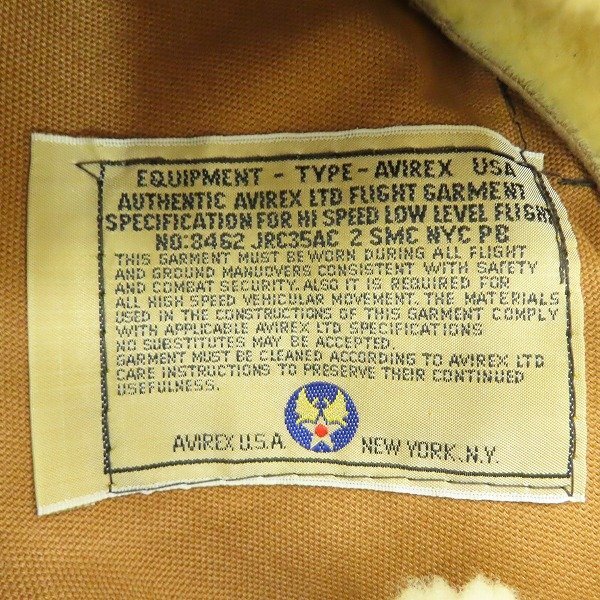 EQUIPMENT - TYPE - AVIREX USA
AUTHENTIC AVIREX LTD FLIGHT GARMENT
SPECIFICATION FOR HI SPEED LOW LEVEL FLIGHT
NO:3462 JRC35AC 2 SMC NYC PB
THIS GARMENT MUST BE WORN DURING ALL FLIGHT
AND GROUND MANUOVERS CONSISTENT WITH SAFETY
AND COMBAT SECURITY. ALSO IT IS REQUIRED FOR
ALL HIGH SPEED VEHICULAR MOVEMENT. THE MATERIALS
USED IN THE CONSTRUCTIONS OF THIS GARMENT COMPLY
WITH APPLICABLE AVIREX LTD SPECIFICATIONS
NO SUBSTITUTES MAY BE ACCEPTED.
GARMENT MUST BE CLEANED ACCORDING TO AVIREX LTD
CARE INSTRUCTIONS TO PRESERVE THEIR CONTINUED
USEFULNESS.
AVIREX U.S.A. NEW YORK. N.Y.